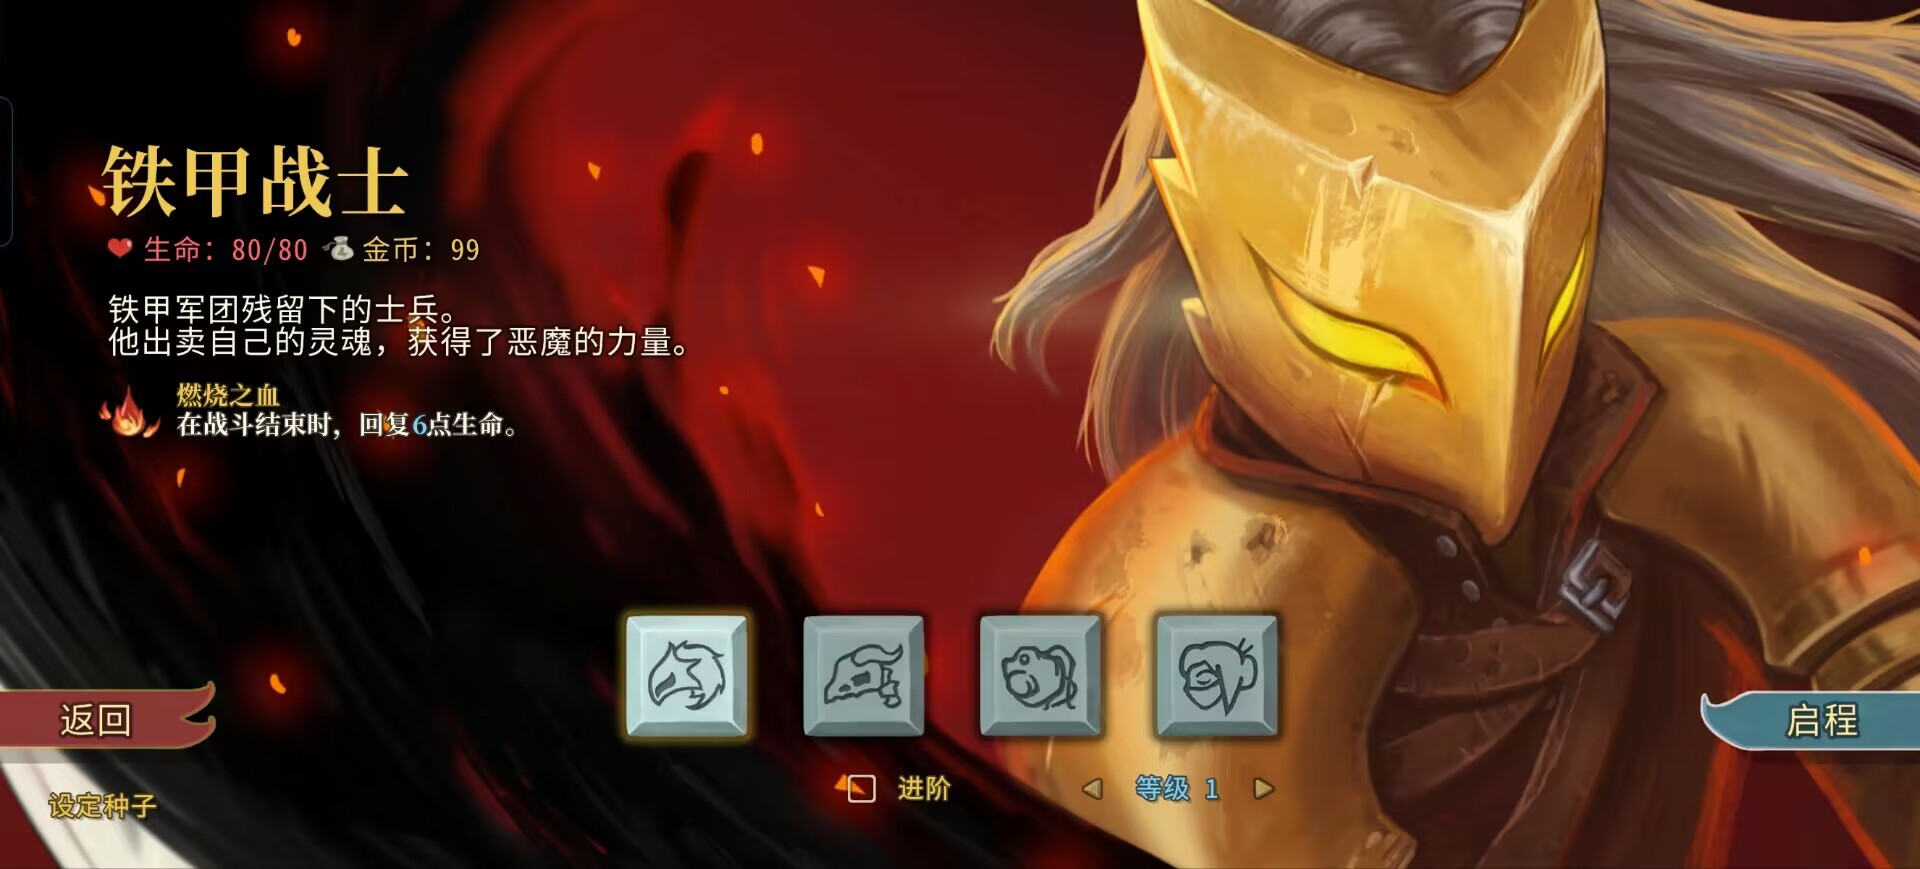 铁甲战士
生命：80/80 金币：99
铁甲军团残留下的士兵。
他出卖自己的灵魂，获得了恶魔的力量。
燃烧之血
在战斗结束时，回复6点生命。
返回
启程
进阶
等级 1
设定种子